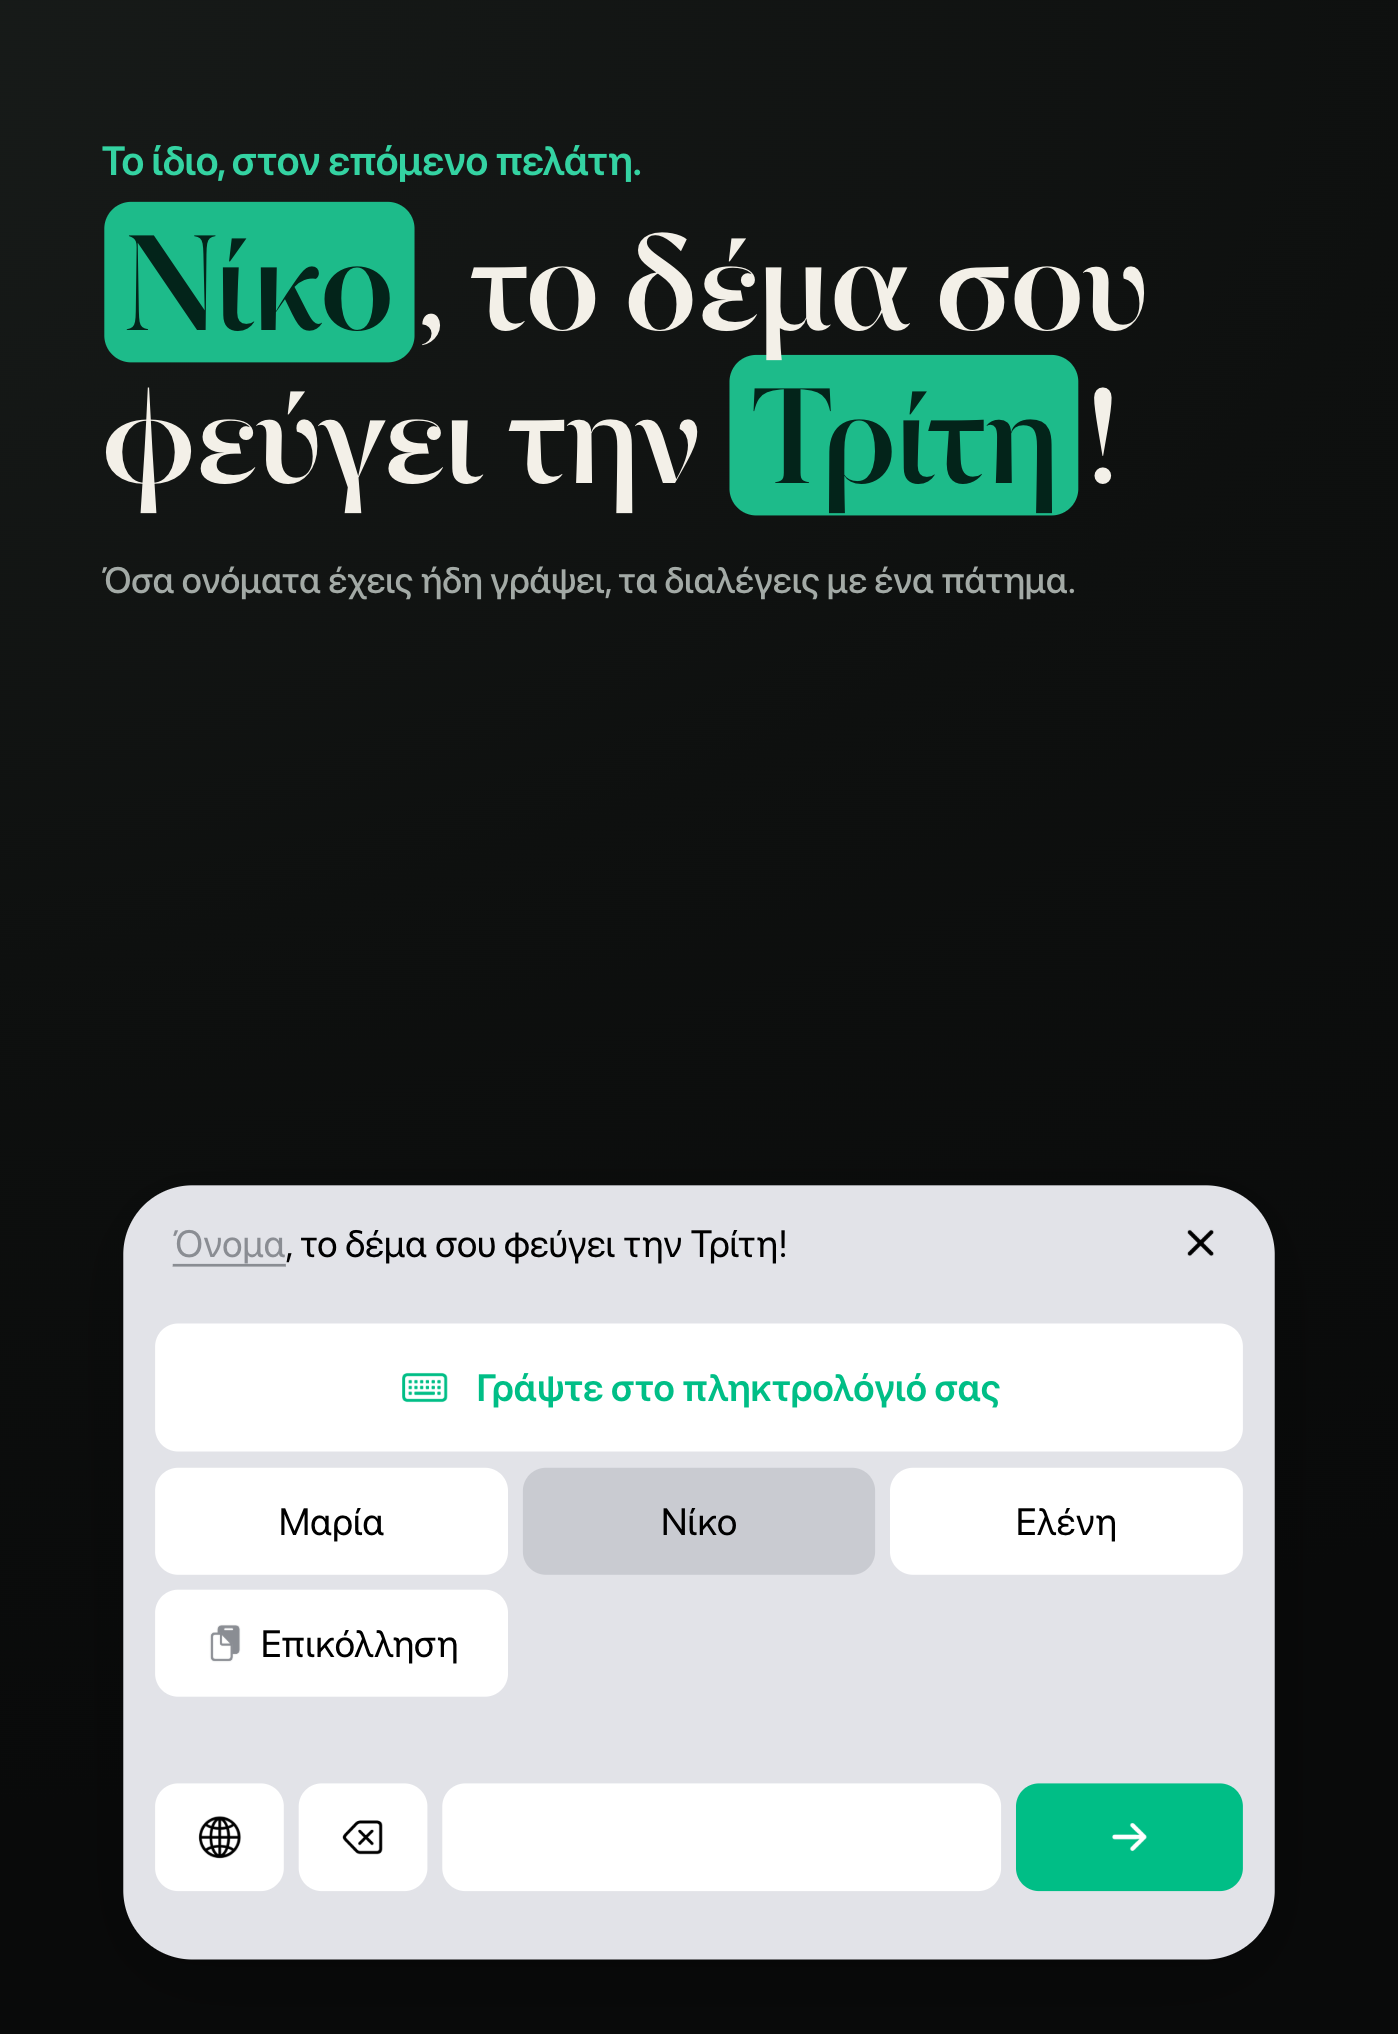 Το ίδιο, στον επόμενο πελάτη.
Νίκο, το δέμα σου
φεύγει την Τρίτη!
Όσα ονόματα έχεις ήδη γράψει, τα διαλέγεις με ένα πάτημα.
Όνομα, το δέμα σου φεύγει την Τρίτη!
Γράψτε στο πληκτρολόγιό σας
Μαρία Νίκο Ελένη
Επικόλληση